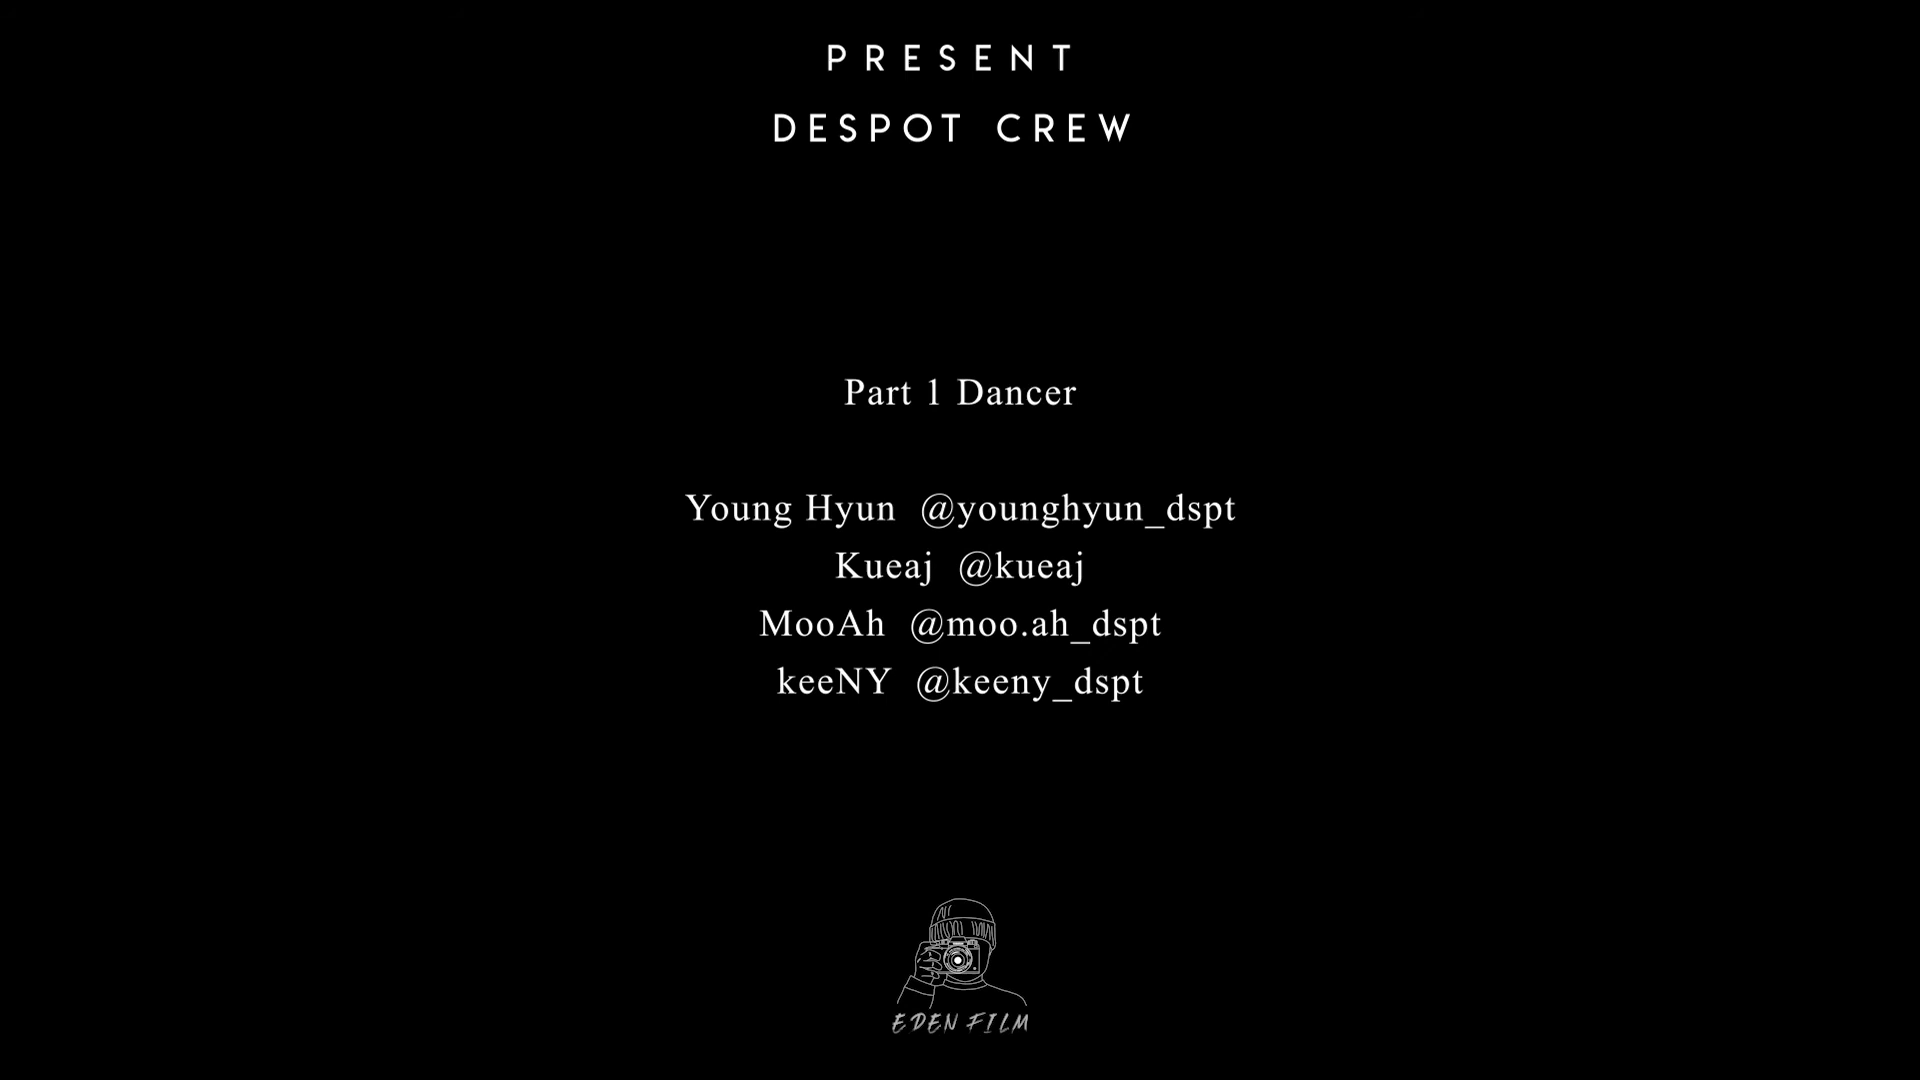 PRESENT
DESPOT CREW
Part 1 Dancer
Young Hyun @younghyun_dspt
Kueaj @kueaj
MooAh @moo.ah_dspt
keeNY @keeny_dspt
EDEN FILM